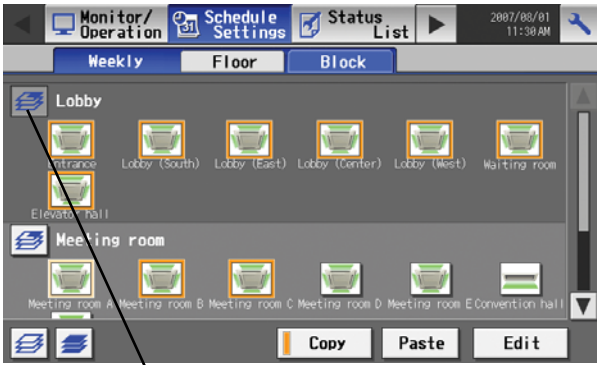 Monitor/
Operation
31
Schedule
Settings
Status
List
2007/08/01
11:30 AM
Weekly Floor Block
Lobby
Entrance Lobby (South) Lobby (East) Lobby (Center) Lobby (West) Waiting room
Elevator hall
Meeting room
Meeting room A Meeting room B Meeting room C Meeting room D Meeting room E Convention hall
Copy Paste Edit